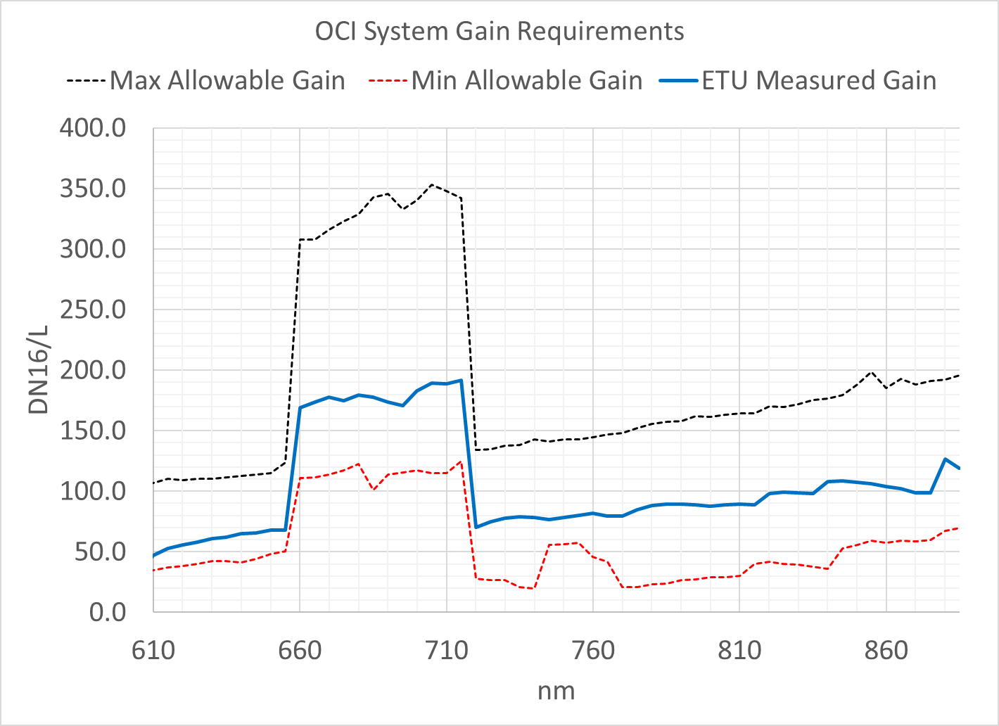 OCI System Gain Requirements
Max Allowable Gain Min Allowable Gain ETU Measured Gain
400.0
350.0
300.0
250.0
200.0
150.0
100.0
50.0
0.0
DN16/L
610 660 710 760 810 860
nm